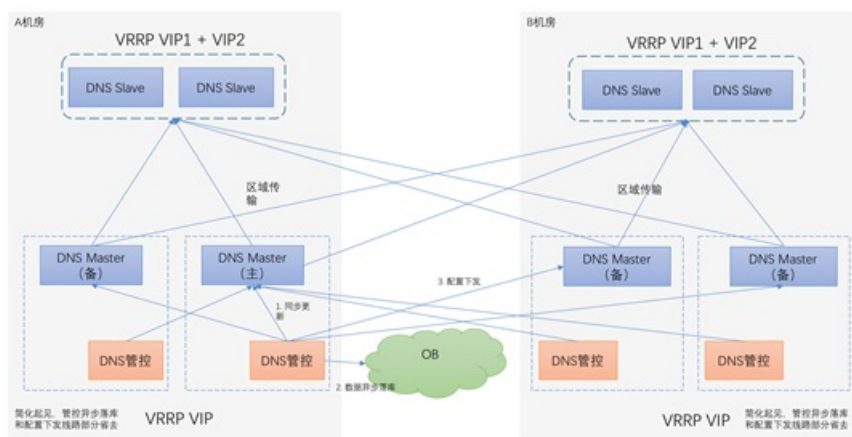 A机房
B机房
VRRP VIP1 + VIP2
VRRP VIP1 + VIP2
DNS Slave
DNS Slave
DNS Slave
DNS Slave
区域传
输
区域传输
DNS Master
（备）
DNS Master
（主）
DNS Master
（备）
DNS Master
（备）
3. 配置下发
1. 同步更
新
DNS管控
DNS管控
OB
DNS管控
DNS管控
2. 数据异步落库
简化起见，管控异步落库
和配置下发线路部分省去
VRRP VIP
VRRP VIP
简化起见，管控异步落库
和配置下发线路部分省去